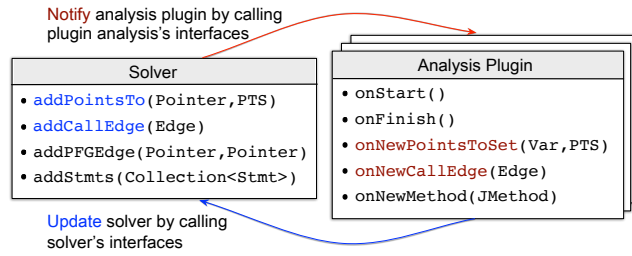 Notify analysis plugin by calling
plugin analysis's interfaces
Solver
• addPointsTo(Pointer,PTS)
• addCallEdge(Edge)
• addPFGEdge(Pointer,Pointer)
• addStmts(Collection<Stmt>)
Analysis Plugin
• onStart()
• onFinish()
• onNewPointsToSet(Var,PTS)
• onNewCallEdge(Edge)
• onNewMethod(JMethod)
Update solver by calling
solver's interfaces